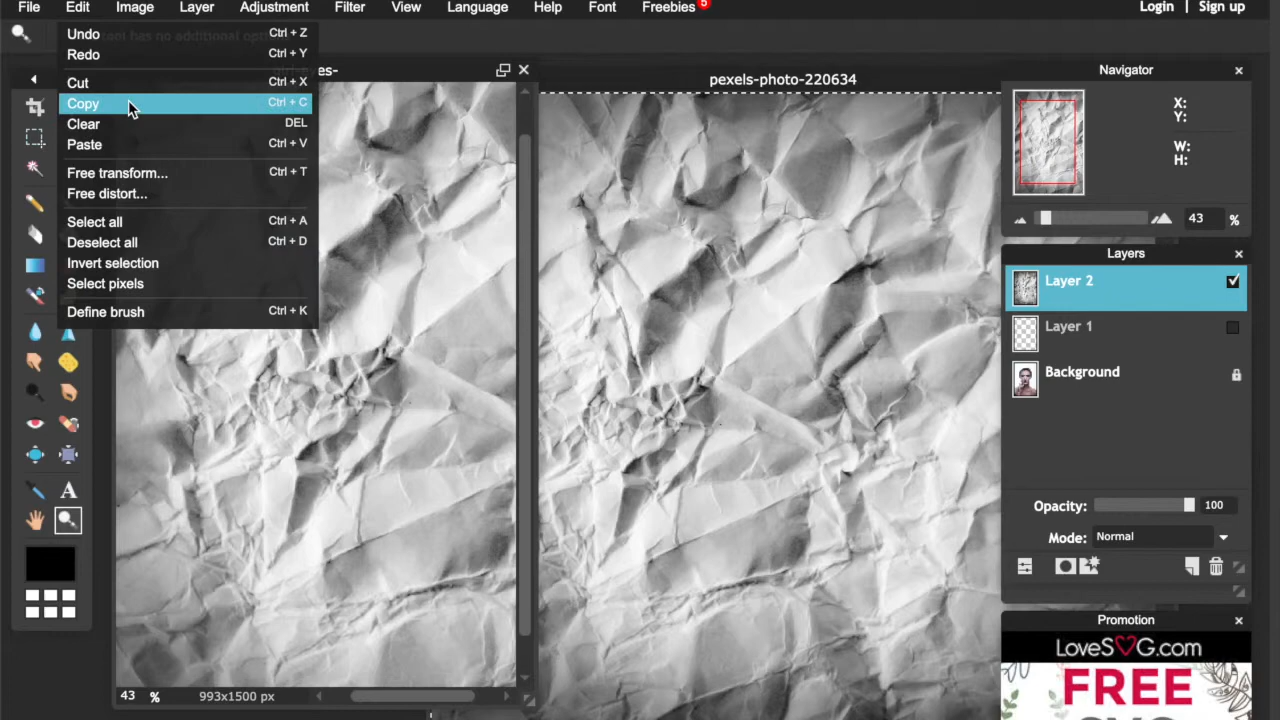 File Edit Image Layer Adjustment Filter View Language Help Font Freebies 5 Login | Sign up
Undo Ctrl + Z
Redo Ctrl + Y
Cut Ctrl + X
Copy Ctrl + C
Clear DEL
Paste Ctrl + V
Free transform... Ctrl + T
Free distort...
Select all Ctrl + A
Deselect all Ctrl + D
Invert selection
Select pixels
Define brush Ctrl + K
pexels-photo-220634
43 % 993x1500 px
Navigator
X:
Y:
W:
H:
43 %
Layers
Layer 2
Layer 1
Background
Opacity: 100
Mode: Normal
Promotion
LoveSVG.com
FREE